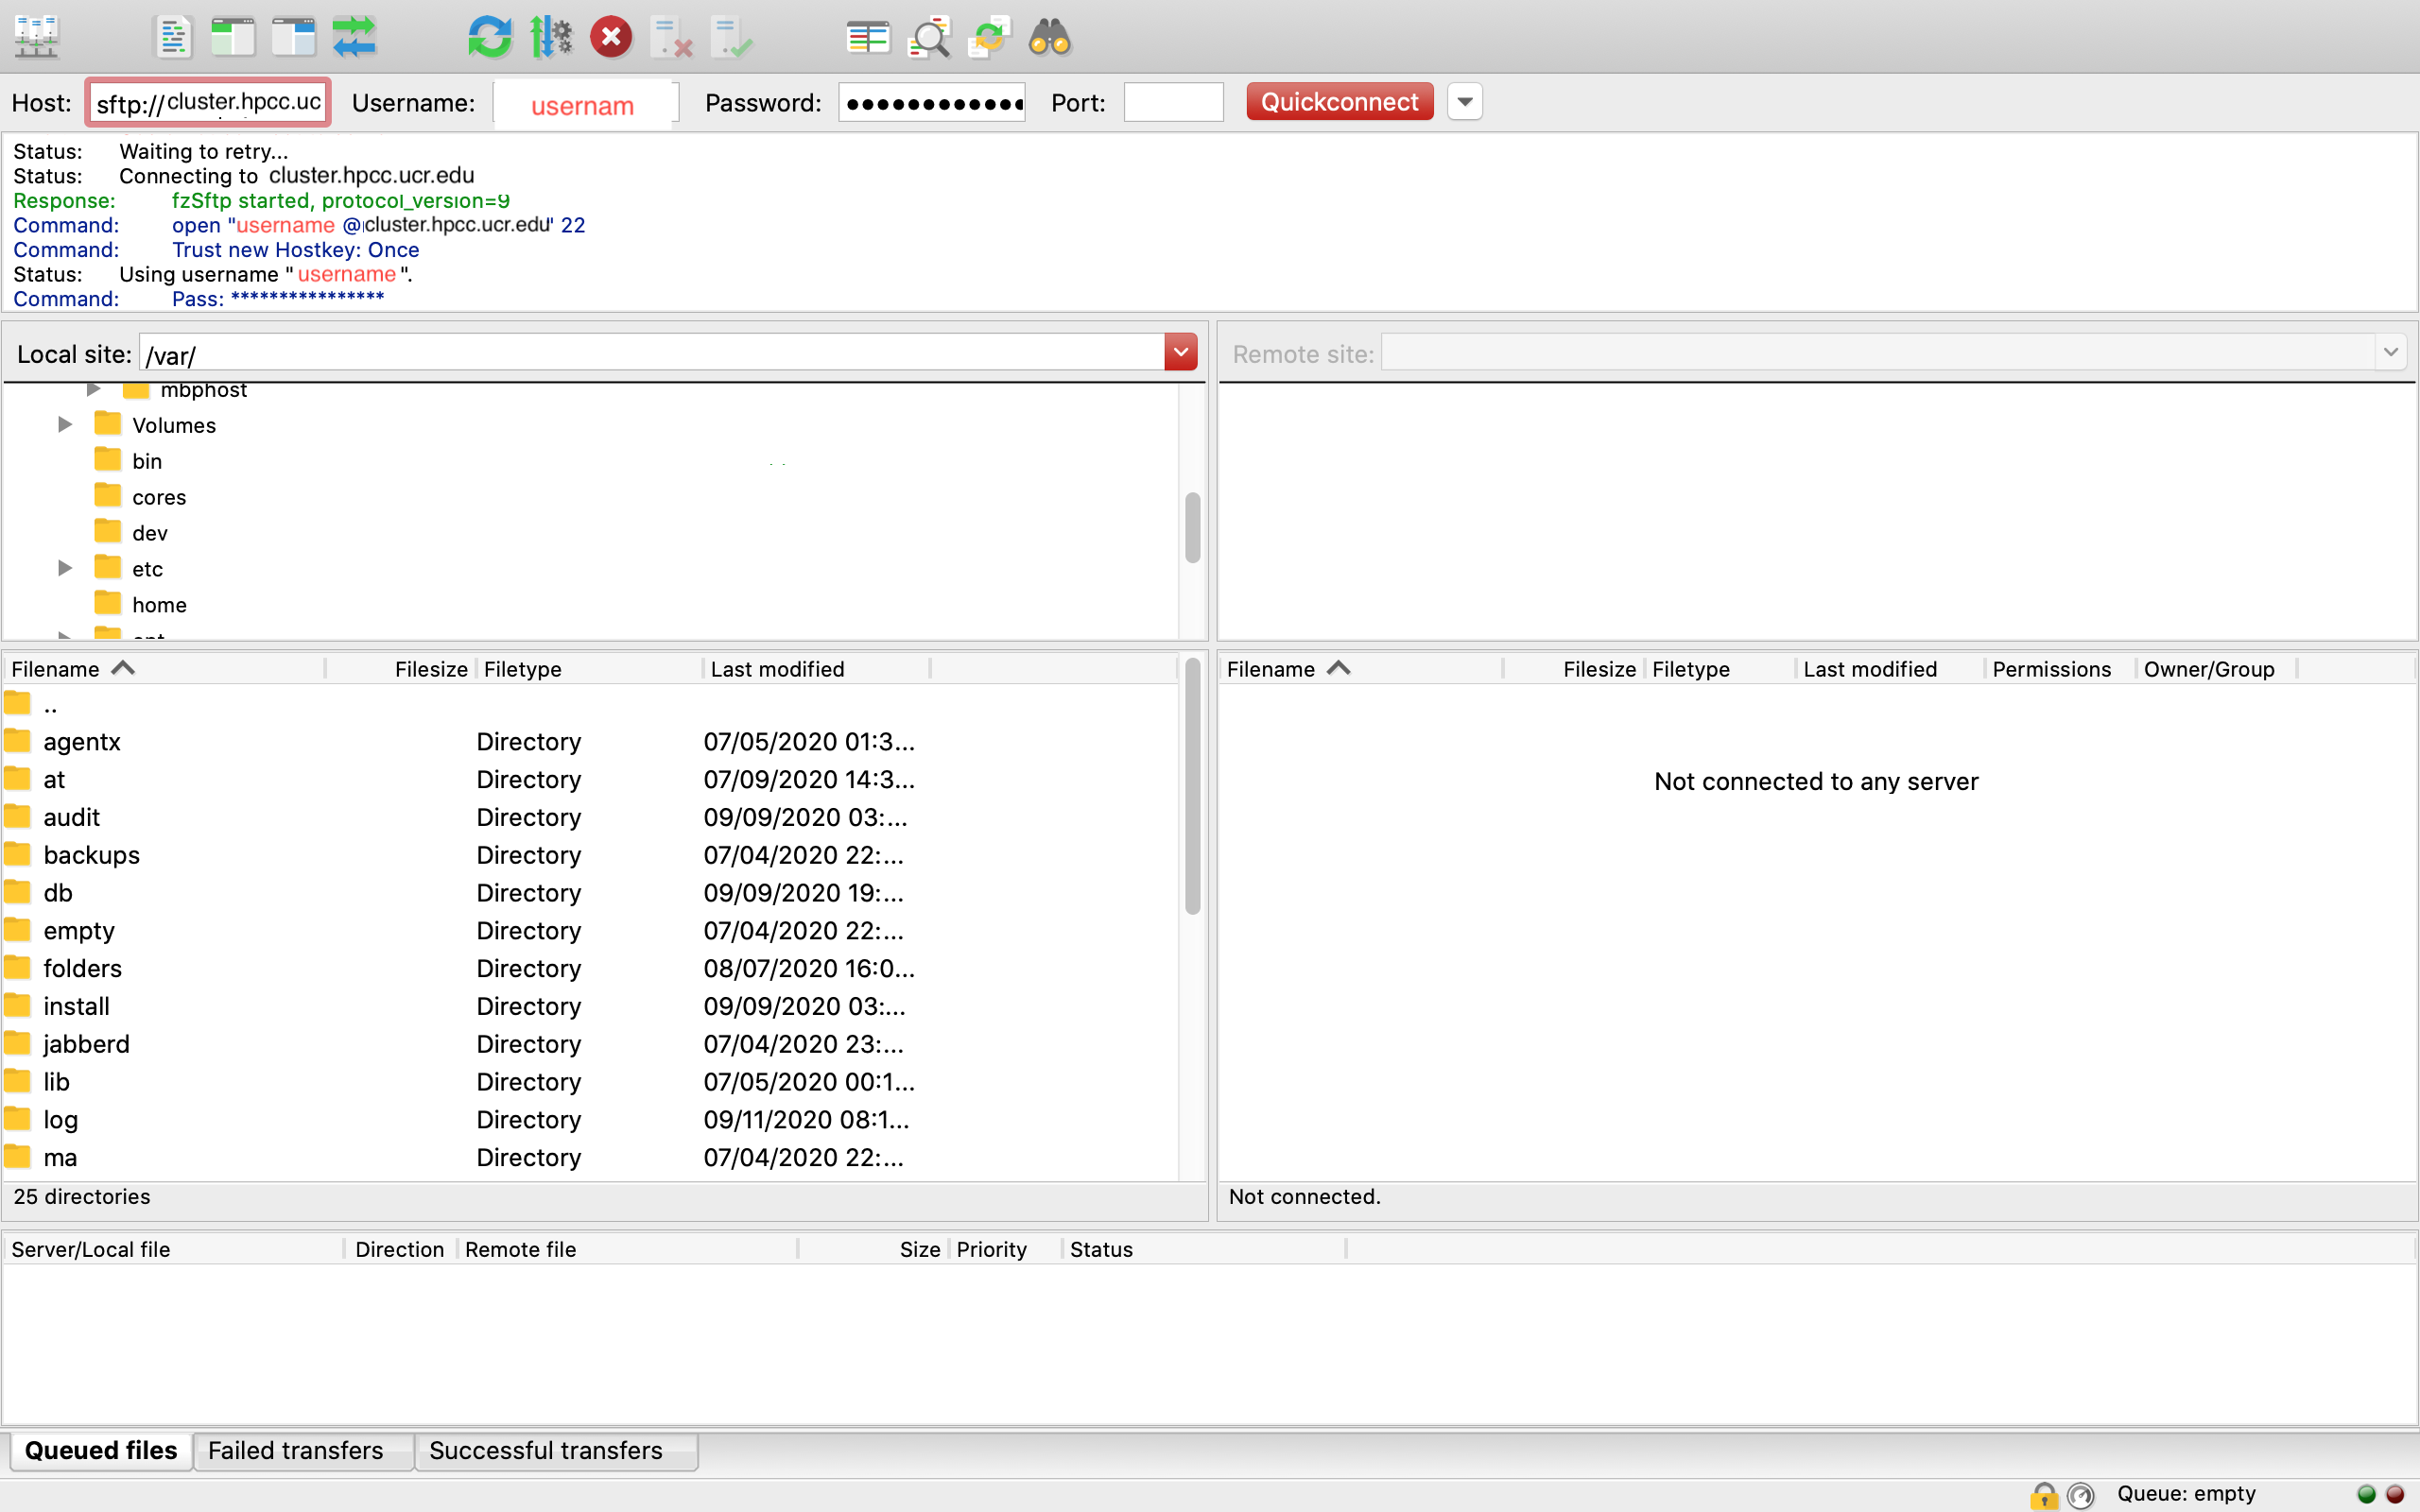 Host: sftp://cluster.hpcc.uc Username: usernam Password: ●●●●●●●●●●●● Port: Quickconnect
Status: Waiting to retry...
Status: Connecting to cluster.hpcc.ucr.edu
Response: fzSftp started, protocol_version=9
Command: open "username @cluster.hpcc.ucr.edu" 22
Command: Trust new Hostkey: Once
Status: Using username "username".
Command: Pass: ****************
Local site: /var/
Remote site:
mbphost
Volumes
bin
cores
dev
etc
home
Filename Filesize Filetype Last modified
..
agentx Directory 07/05/2020 01:3...
at Directory 07/09/2020 14:3...
audit Directory 09/09/2020 03:...
backups Directory 07/04/2020 22:...
db Directory 09/09/2020 19:...
empty Directory 07/04/2020 22:...
folders Directory 08/07/2020 16:0...
install Directory 09/09/2020 03:...
jabberd Directory 07/04/2020 23:...
lib Directory 07/05/2020 00:1...
log Directory 09/11/2020 08:1...
ma Directory 07/04/2020 22:...
25 directories
Filename Filesize Filetype Last modified Permissions Owner/Group
Not connected to any server
Not connected.
Server/Local file Direction Remote file Size Priority Status
Queued files Failed transfers Successful transfers
Queue: empty